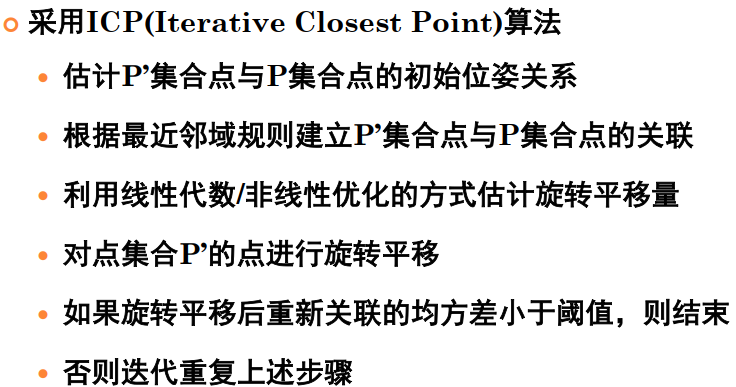 采用ICP(Iterative Closest Point)算法
估计P’集合点与P集合点的初始位姿关系
根据最近邻域规则建立P’集合点与P集合点的关联
利用线性代数/非线性优化的方式估计旋转平移量
对点集合P’的点进行旋转平移
如果旋转平移后重新关联的均方差小于阈值，则结束
否则迭代重复上述步骤